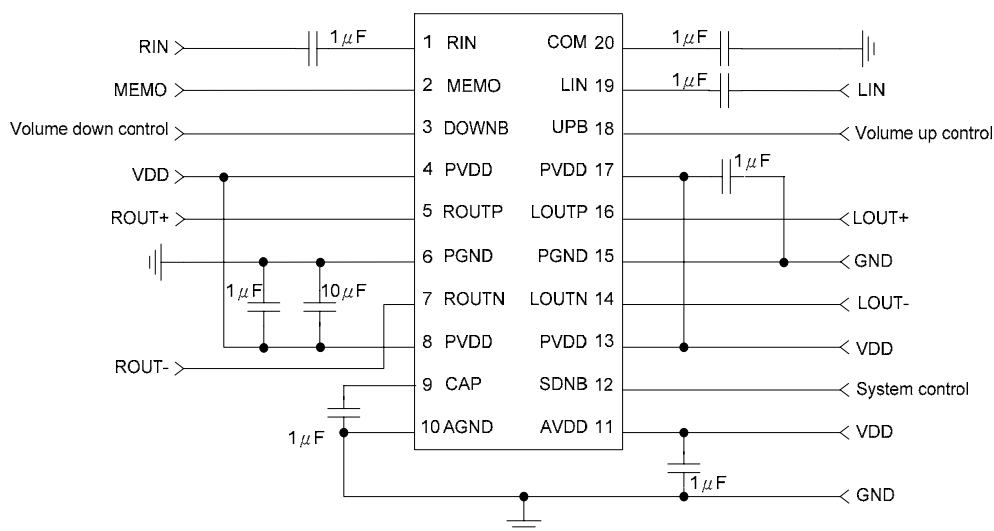 RIN 1μF 1 RIN COM 20 1μF
MEMO 2 MEMO LIN 19 1μF LIN
Volume down control 3 DOWNB UPB 18 Volume up control
VDD 4 PVDD PVDD 17 1μF
ROUT+ 5 ROUTP LOUTP 16 LOUT+
6 PGND PGND 15 GND
1μF 10μF 7 ROUTN LOUTN 14 LOUT-
8 PVDD PVDD 13 VDD
ROUT-
9 CAP SDNB 12 System control
1μF 10 AGND AVDD 11 VDD
1μF GND